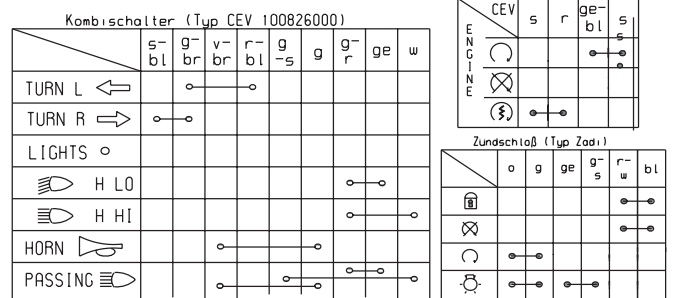 Kombischalter (Typ CEV 100826000)
s-bl g-br v-br r-bl g-s g g-r ge w
TURN L
TURN R
LIGHTS
H LO
H HI
HORN
PASSING
CEV s r ge-bl s
s
ENGINE
Zundschloß (Typ Zadi)
o g ge g-s r-w bl